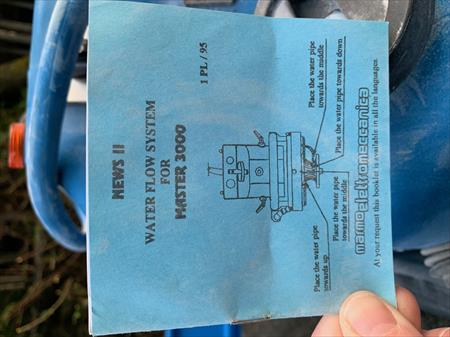 NEWS !!
WATER FLOW SYSTEM
FOR
MASTER 3000
1 PL / 95
Place the water pipe
towards the middle
Place the water pipe towards down
Place the water pipe
towards up
Place the water pipe
towards the middle
marmoelettromeccanica
At your request this booklet is available in all the languages.